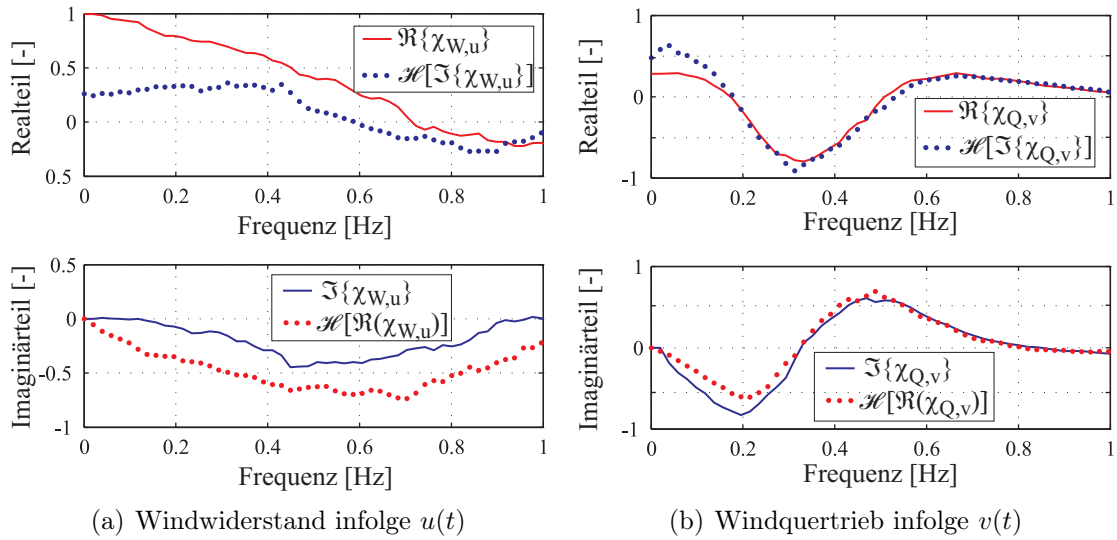 Realteil [-]
1
0.5
0
0.5
0 0.2 0.4 0.6 0.8 1
Frequenz [Hz]
ℜ{χW,u}
ℋ[ℑ{χW,u}]
Realteil [-]
1
0
-1
0 0.2 0.4 0.6 0.8 1
Frequenz [Hz]
ℜ{χQ,v}
ℋ[ℑ{χQ,v}]
Imaginärteil [-]
0.5
0
-0.5
-1
0 0.2 0.4 0.6 0.8 1
Frequenz [Hz]
ℑ{χW,u}
ℋ[ℜ(χW,u)]
Imaginärteil [-]
1
0
-1
0 0.2 0.4 0.6 0.8 1
Frequenz [Hz]
ℑ{χQ,v}
ℋ[ℜ(χQ,v)]
(a) Windwiderstand infolge u(t)
(b) Windquertrieb infolge v(t)